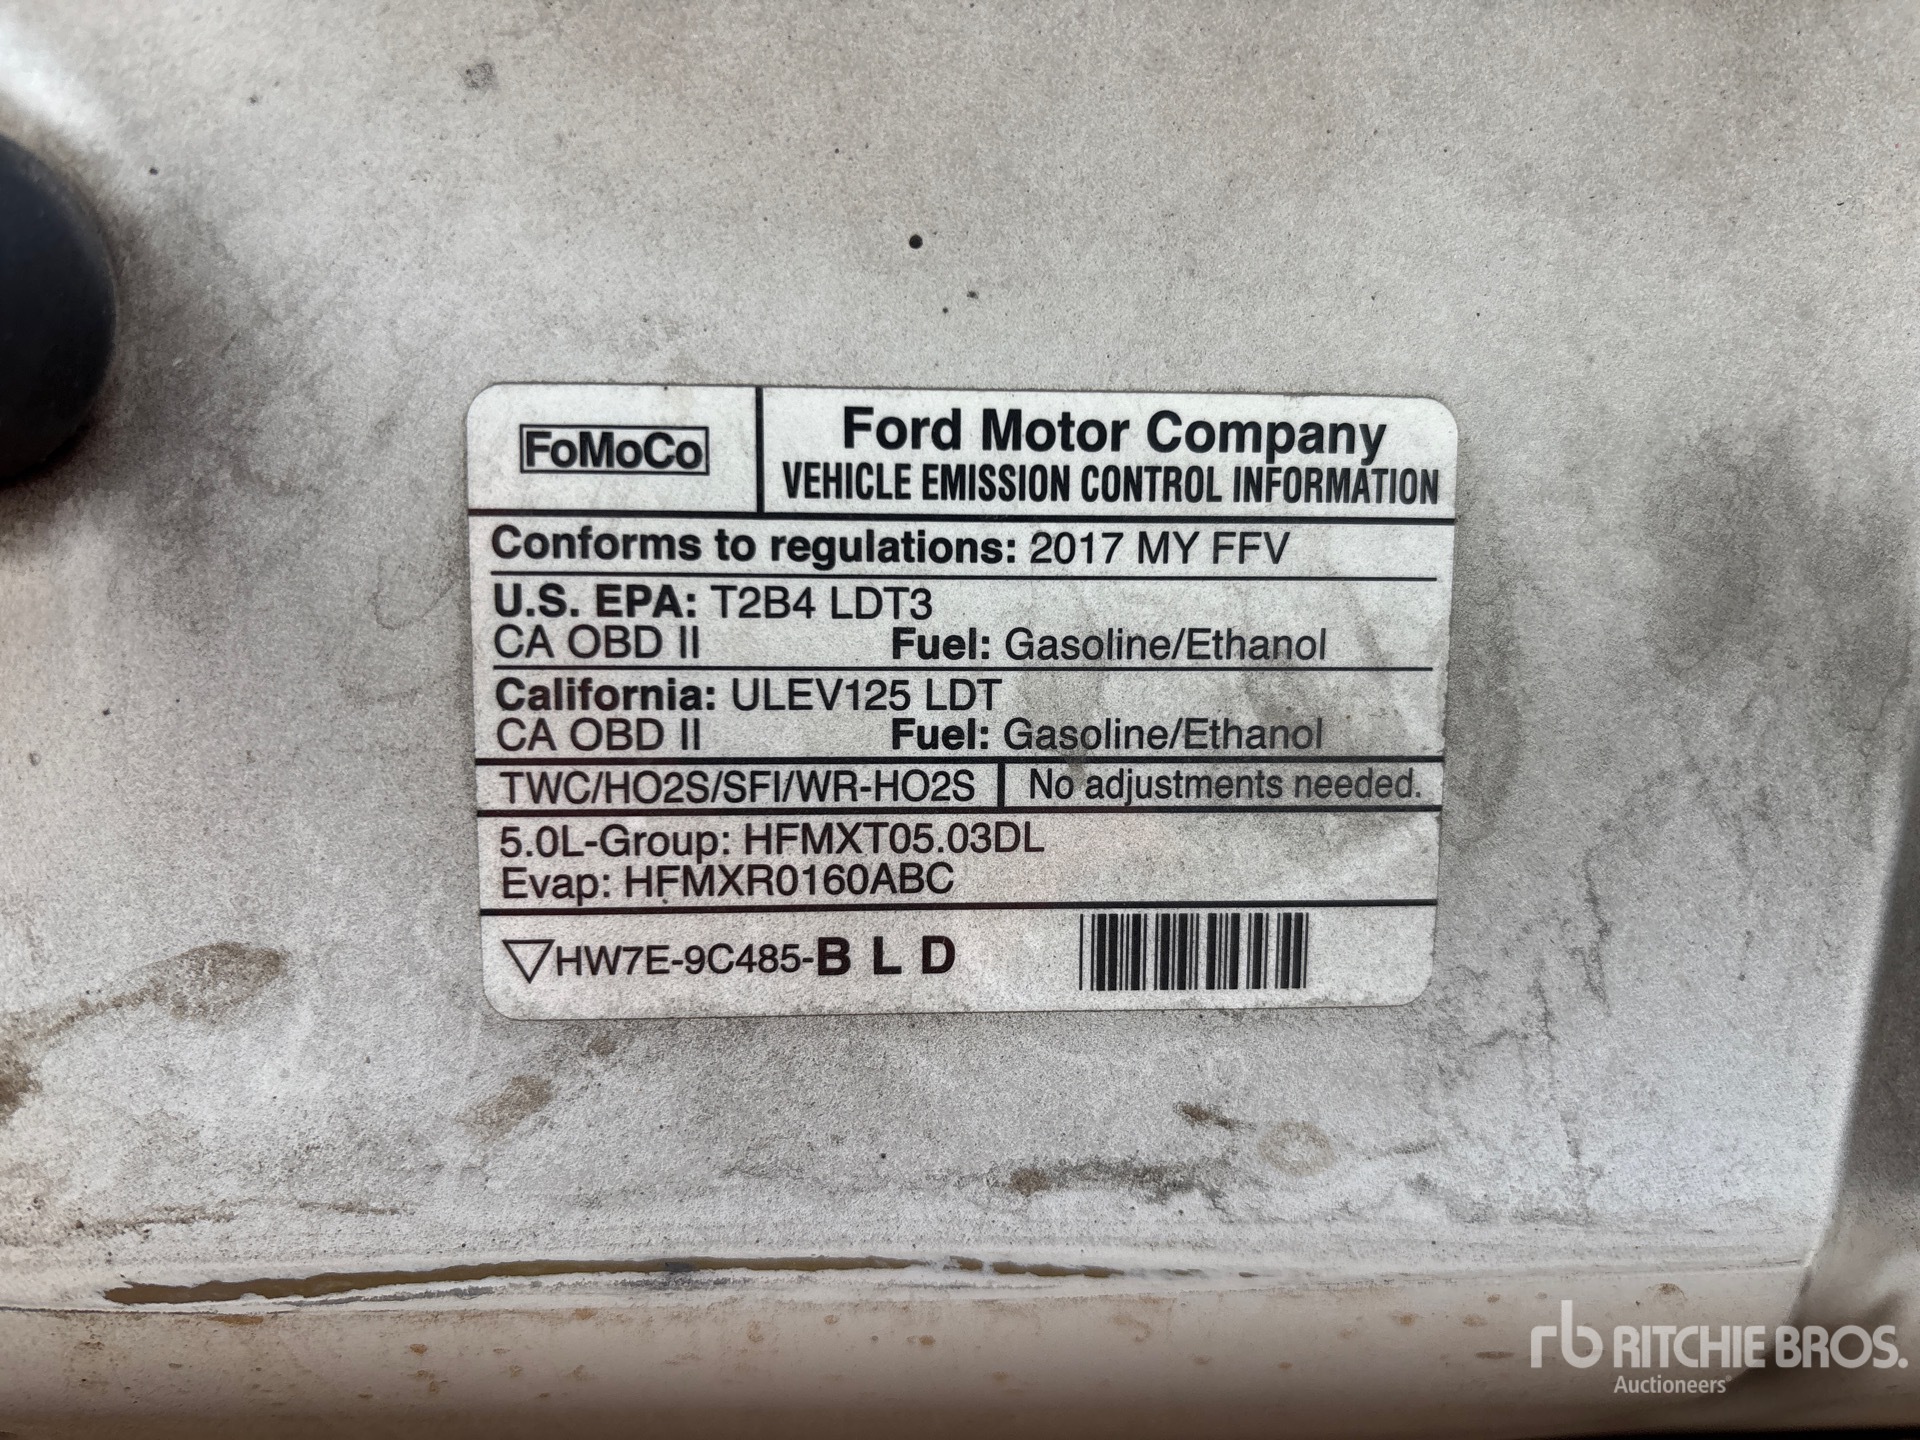 FoMoCo
Ford Motor Company
VEHICLE EMISSION CONTROL INFORMATION
Conforms to regulations: 2017 MY FFV
U.S. EPA: T2B4 LDT3
CA OBD II Fuel: Gasoline/Ethanol
California: ULEV125 LDT
CA OBD II Fuel: Gasoline/Ethanol
TWC/HO2S/SFI/WR-HO2S No adjustments needed.
5.0L-Group: HFMXT05.03DL
Evap: HFMXR0160ABC
HW7E-9C485-B L D
rb RITCHIE BROS.
Auctioneers